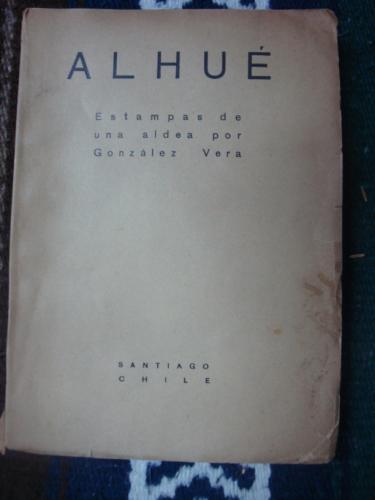 ALHUÉ
Estampas de
una aldea por
González Vera
SANTIAGO
CHILE